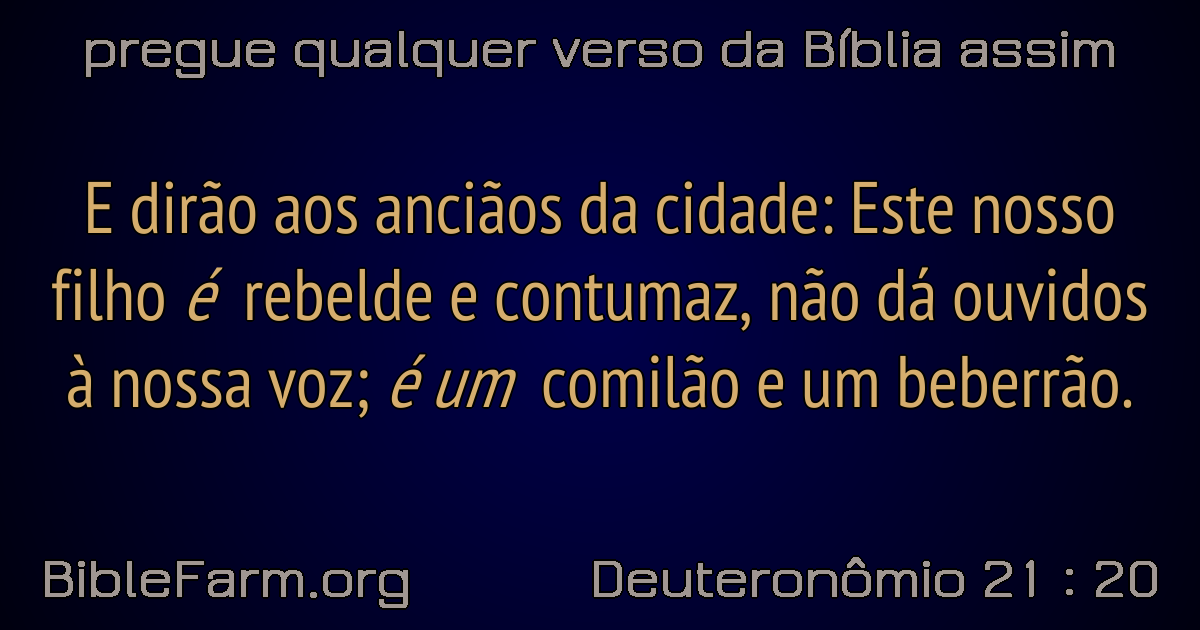 pregue qualquer verso da Bíblia assim
E dirão aos anciãos da cidade: Este nosso
filho é rebelde e contumaz, não dá ouvidos
à nossa voz; é um comilão e um beberrão.
BibleFarm.org
Deuteronômio 21 : 20